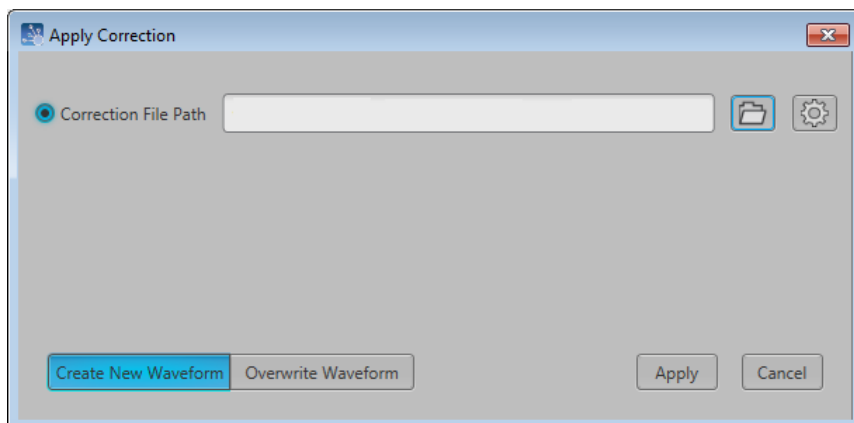 Apply Correction
Correction File Path
Create New Waveform
Overwrite Waveform
Apply
Cancel